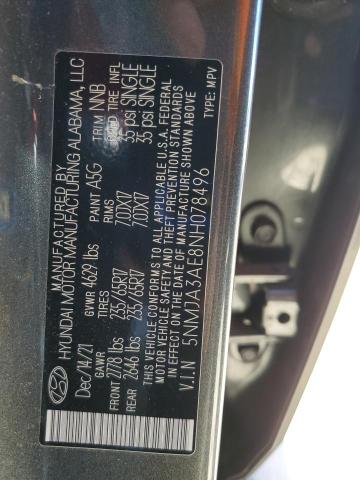 MANUFACTURED BY
HYUNDAI MOTOR MANUFACTURING ALABAMA, LLC
Dec/14/21 GVWR 4629 lbs PAINT A5G TRIM NNB
GAWR TIRES RIMS COLD TIRE INFL
FRONT 2778 lbs 235/65R17 7.00X17 35 psi SINGLE
REAR 2646 lbs 235/65R17 7.00X17 35 psi SINGLE
THIS VEHICLE CONFORMS TO ALL APPLICABLE U.S.A. FEDERAL
MOTOR VEHICLE SAFETY AND THEFT PREVENTION STANDARDS
IN EFFECT ON THE DATE OF MANUFACTURE SHOWN ABOVE
V.I.N 5NMJA3AE8NH078496 TYPE: MPV